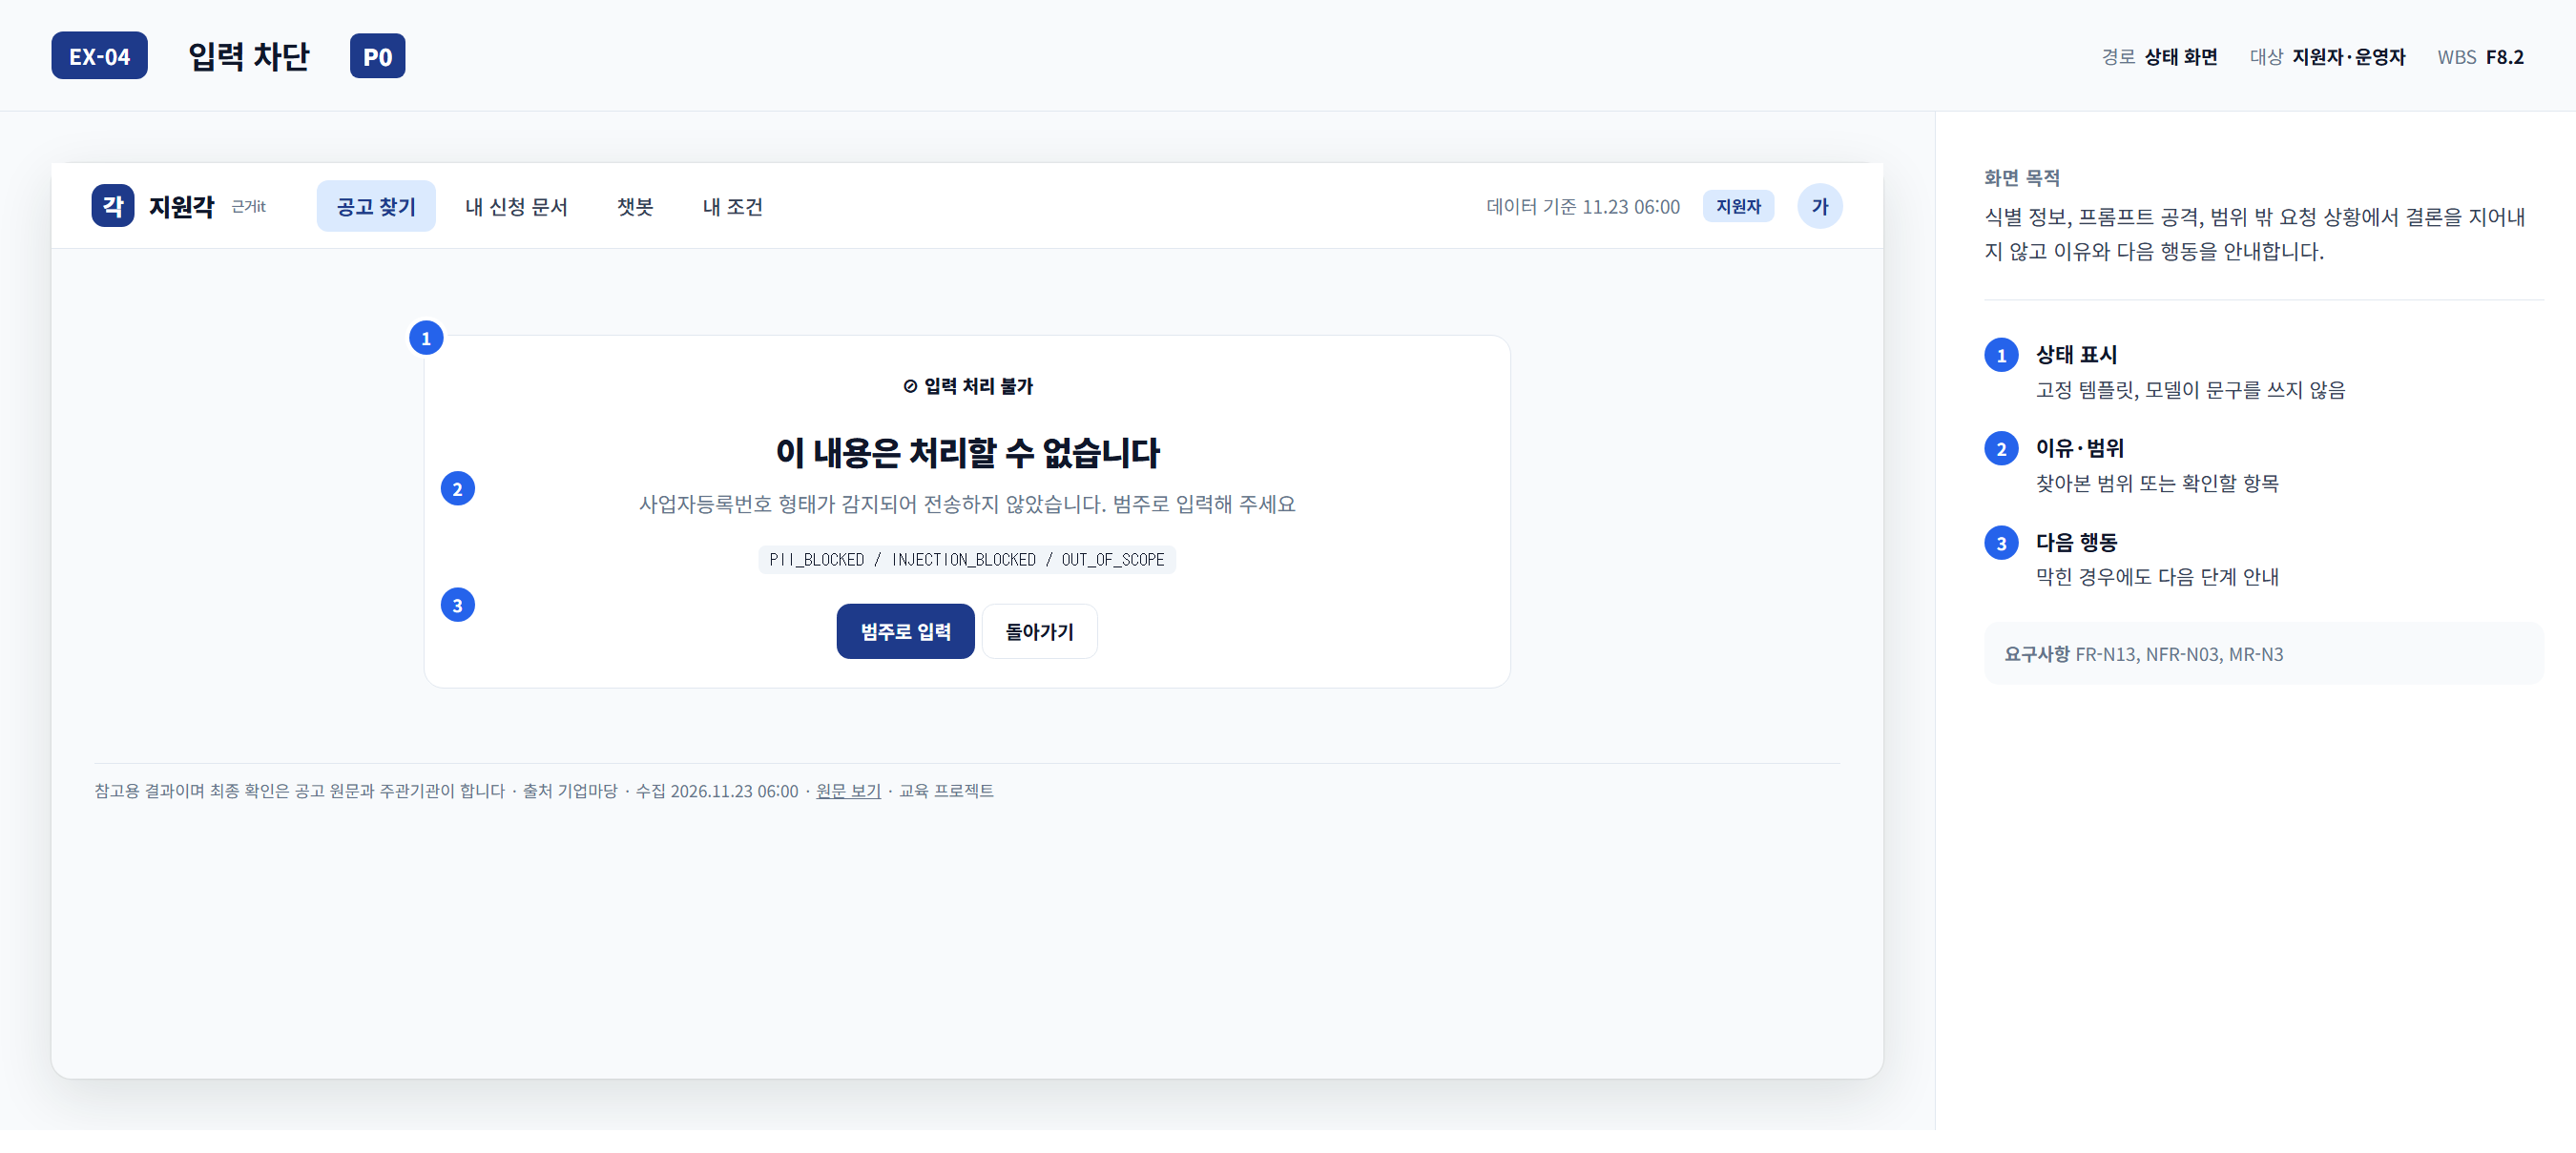 EX-04 입력 차단 P0
경로 상태 화면 대상 지원자·운영자 WBS F8.2
각 지원각 근거it 공고 찾기 내 신청 문서 챗봇 내 조건 데이터 기준 11.23 06:00 지원자 가
1
⊘ 입력 처리 불가
이 내용은 처리할 수 없습니다
2
사업자등록번호 형태가 감지되어 전송하지 않았습니다. 범주로 입력해 주세요
PII_BLOCKED / INJECTION_BLOCKED / OUT_OF_SCOPE
3
범주로 입력 돌아가기
참고용 결과이며 최종 확인은 공고 원문과 주관기관이 합니다 · 출처 기업마당 · 수집 2026.11.23 06:00 · 원문 보기 · 교육 프로젝트
화면 목적
식별 정보, 프롬프트 공격, 범위 밖 요청 상황에서 결론을 지어내
지 않고 이유와 다음 행동을 안내합니다.
1 상태 표시
고정 템플릿, 모델이 문구를 쓰지 않음
2 이유·범위
찾아본 범위 또는 확인할 항목
3 다음 행동
막힌 경우에도 다음 단계 안내
요구사항 FR-N13, NFR-N03, MR-N3